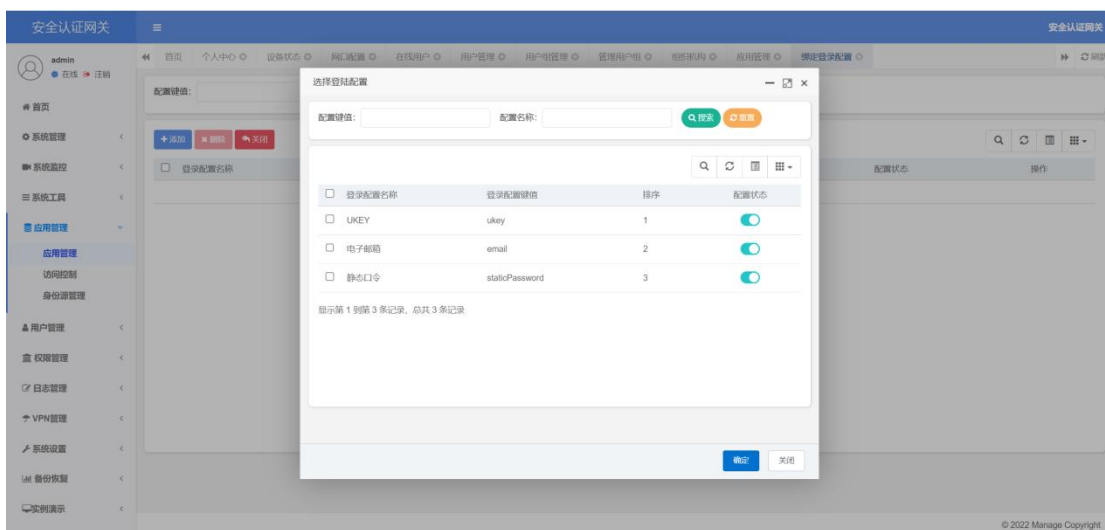 安全认证网关
安全认证网关
admin
在线 注销
首页 个人中心 设备状态 网口配置 在线用户 用户管理 用户组管理 管理用户组 组织机构 应用管理 绑定登录配置
刷新
首页
系统管理
系统监控
系统工具
应用管理
应用管理
访问控制
身份源管理
用户管理
权限管理
日志管理
VPN管理
系统设置
备份恢复
实例演示
配置键值:
添加 删除 关闭
登录配置名称 配置状态 操作
选择登陆配置
配置键值: 配置名称: 搜索 重置
登录配置名称 登录配置键值 排序 配置状态
UKEY ukey 1
电子邮箱 email 2
静态口令 staticPassword 3
显示第 1 到第 3 条记录，总共 3 条记录
确定 关闭
© 2022 Manage Copyright